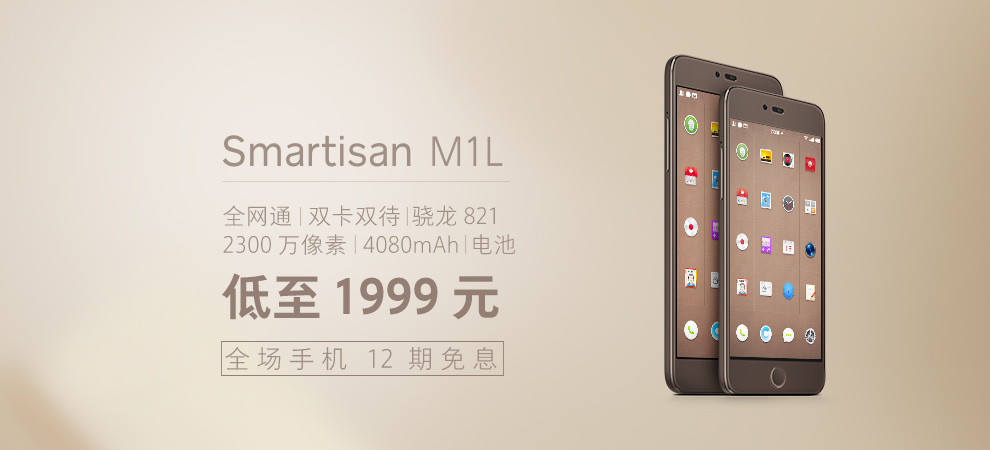 Smartisan M1L
全网通|双卡双待|骁龙 821
2300 万像素|4080mAh|电池
低至 1999 元
全场手机 12 期免息